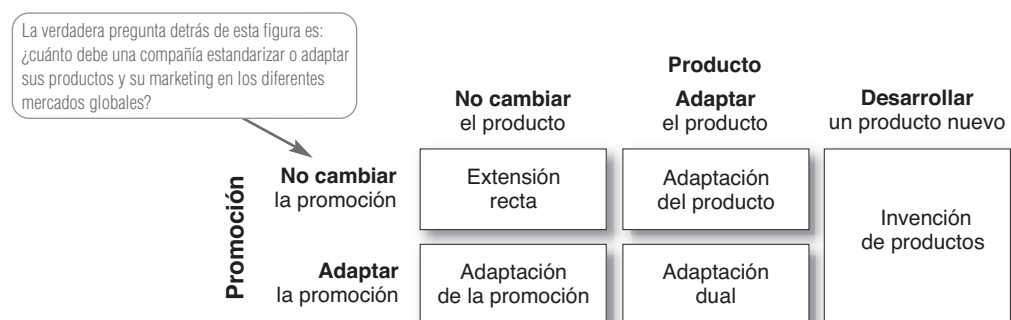 La verdadera pregunta detrás de esta figura es:
¿cuánto debe una compañía estandarizar o adaptar
sus productos y su marketing en los diferentes
mercados globales?
Producto
No cambiar
el producto
Adaptar
el producto
Desarrollar
un producto nuevo
Promoción
No cambiar
la promoción
Extensión
recta
Adaptación
del producto
Invención
de productos
Adaptar
la promoción
Adaptación
de la promoción
Adaptación
dual